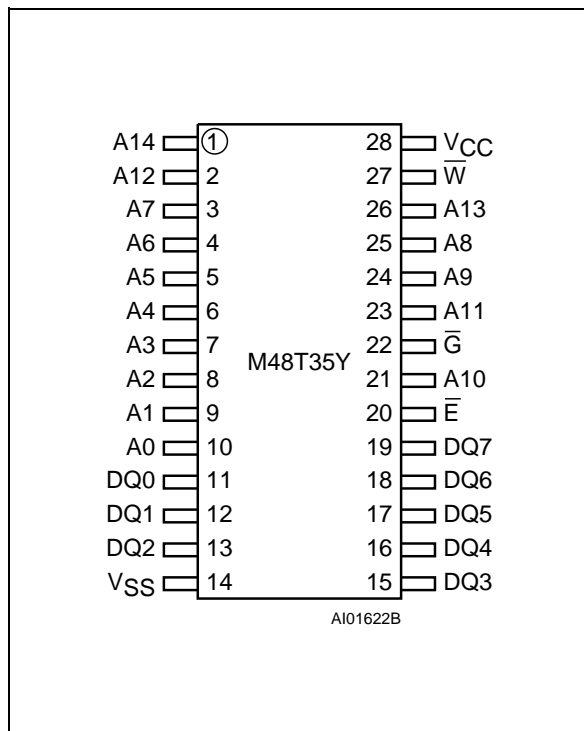 A14 1 28 VCC
A12 2 27 W̅
A7 3 26 A13
A6 4 25 A8
A5 5 24 A9
A4 6 23 A11
A3 7 22 G̅
M48T35Y
A2 8 21 A10
A1 9 20 E̅
A0 10 19 DQ7
DQ0 11 18 DQ6
DQ1 12 17 DQ5
DQ2 13 16 DQ4
VSS 14 15 DQ3
AI01622B